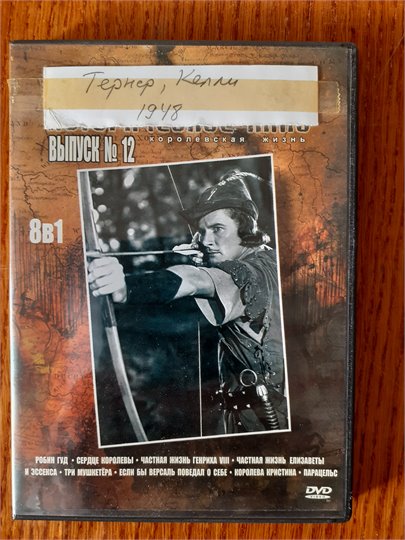 Тернер, Келли
1948
королевская жизнь
ВЫПУСК № 12
8в1
РОБИН ГУД • СЕРДЦЕ КОРОЛЕВЫ • ЧАСТНАЯ ЖИЗНЬ ГЕНРИХА VIII • ЧАСТНАЯ ЖИЗНЬ ЕЛИЗАВЕТЫ
И ЭССЕКСА • ТРИ МУШКЕТЁРА • ЕСЛИ БЫ ВЕРСАЛЬ ПОВЕДАЛ О СЕБЕ • КОРОЛЕВА КРИСТИНА • ПАРАЦЕЛЬС
DVD
VIDEO